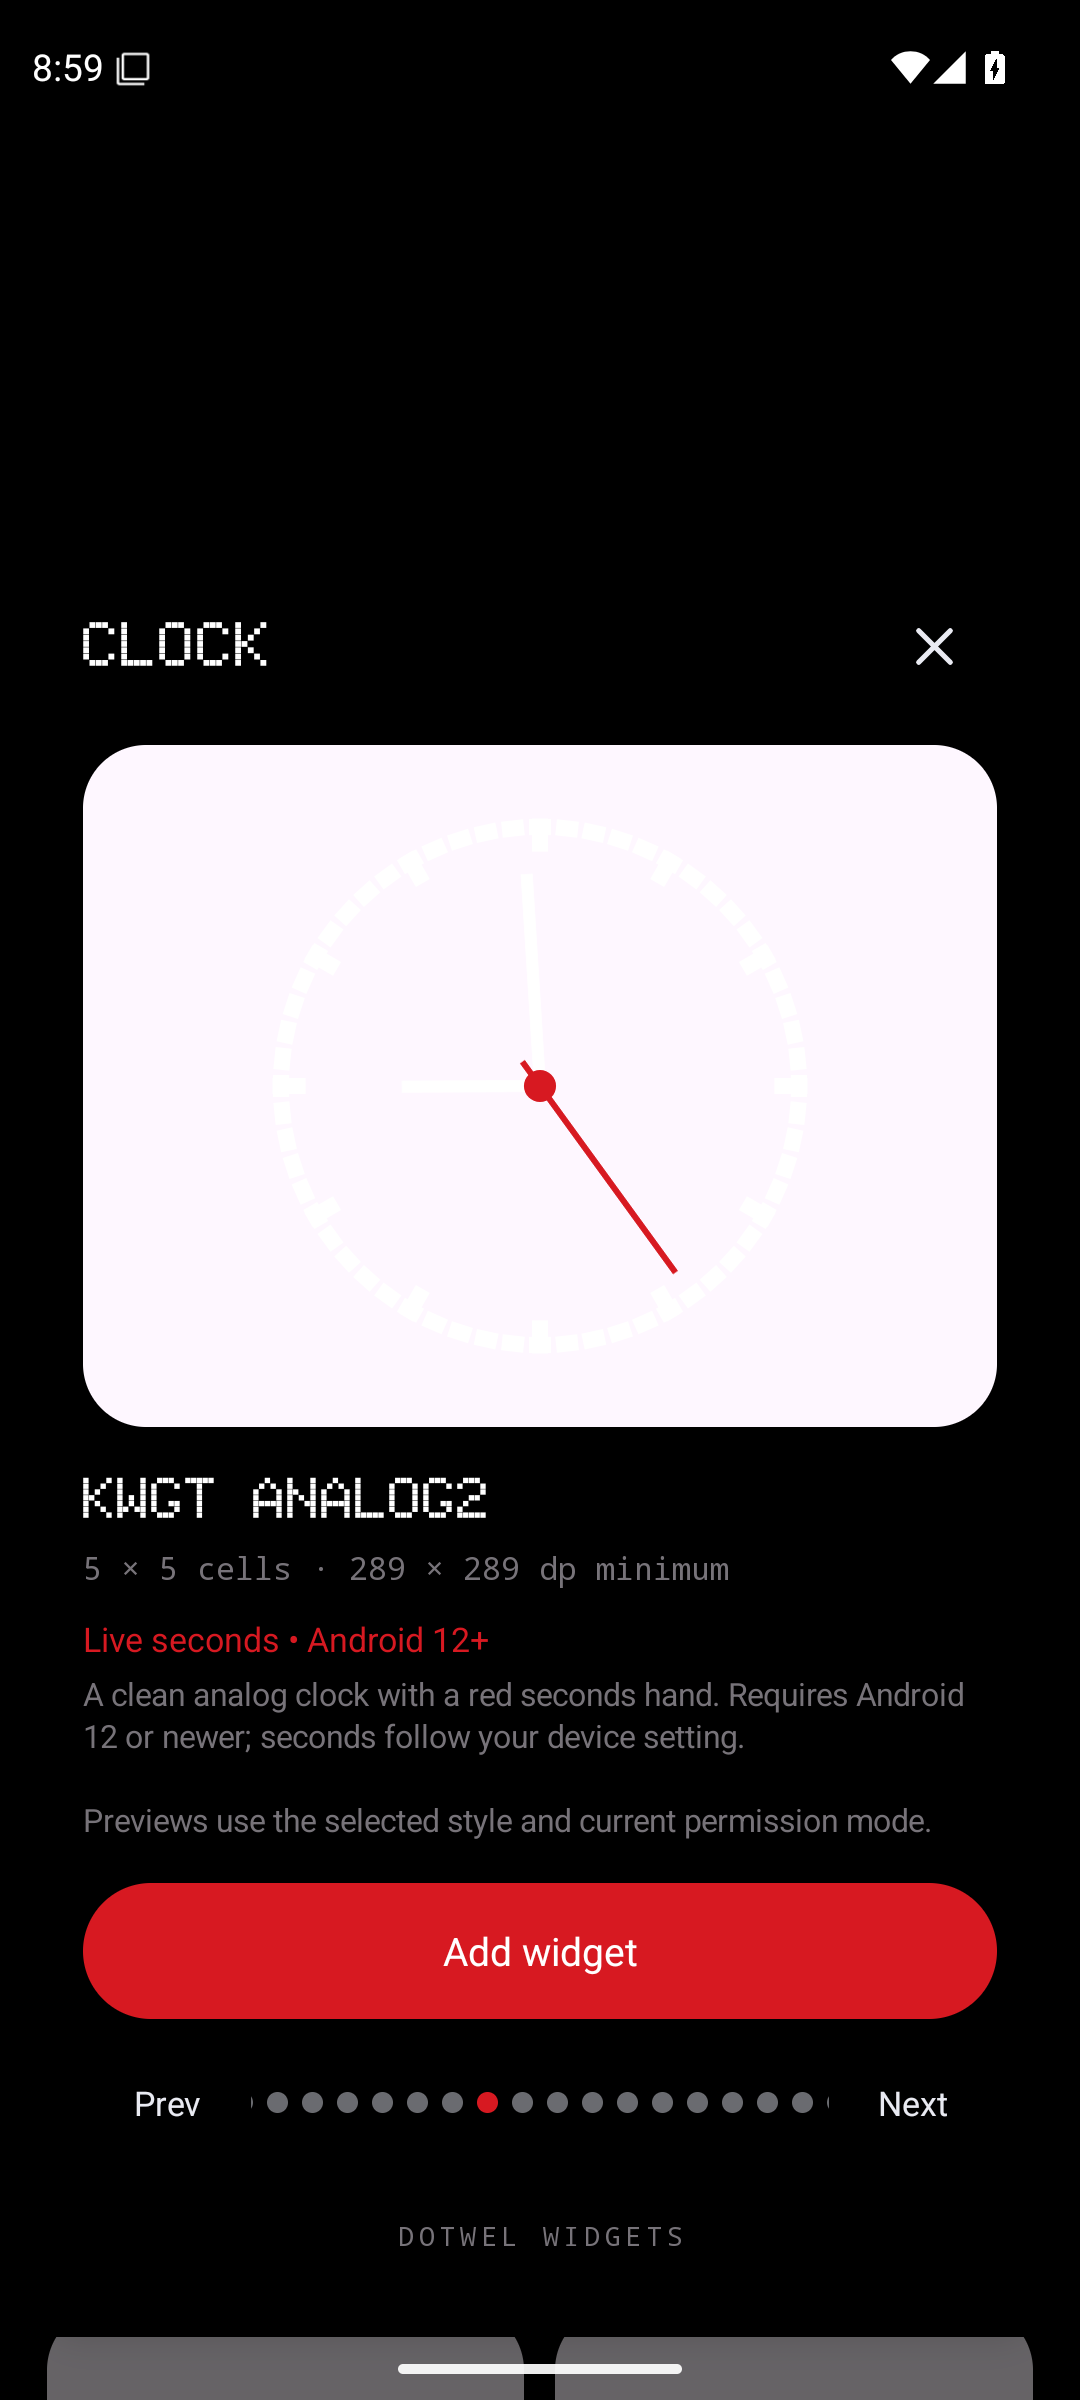 8:59
CLOCK
KWGT ANALOG2
5 × 5 cells · 289 × 289 dp minimum
Live seconds • Android 12+
A clean analog clock with a red seconds hand. Requires Android
12 or newer; seconds follow your device setting.
Previews use the selected style and current permission mode.
Add widget
Prev
Next
DOTWEL WIDGETS